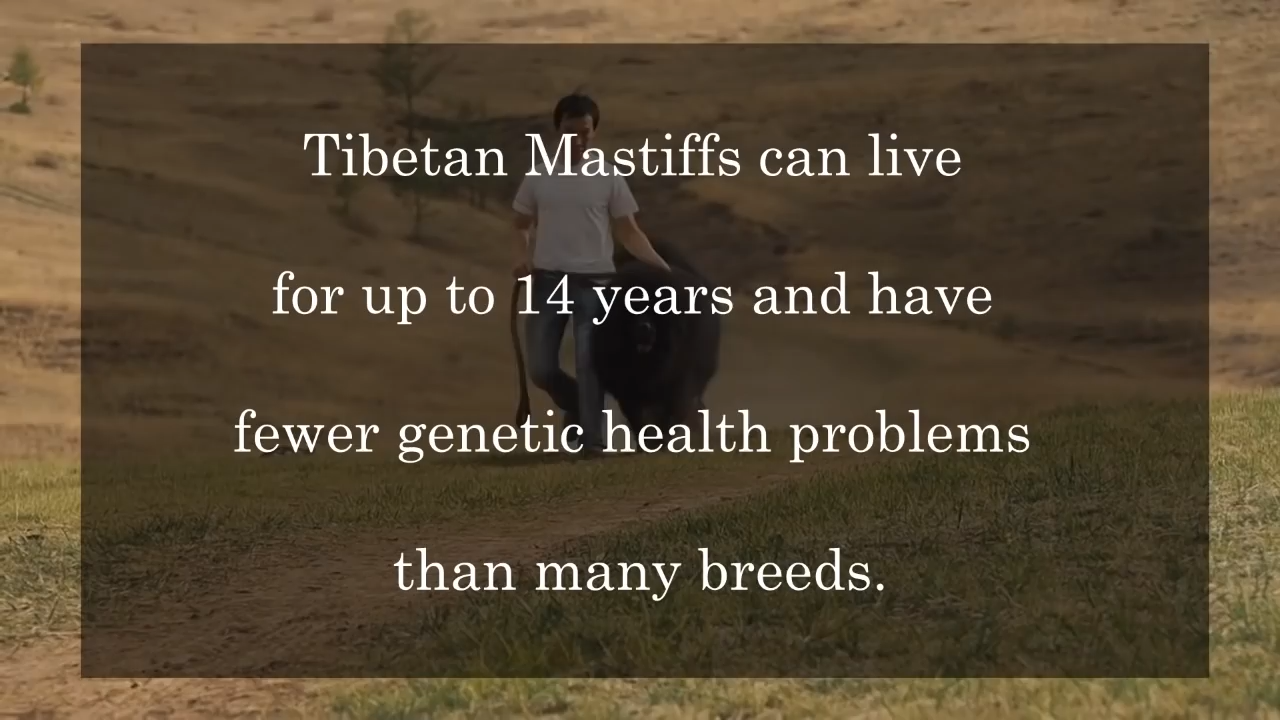 Tibetan Mastiffs can live
for up to 14 years and have
fewer genetic health problems
than many breeds.